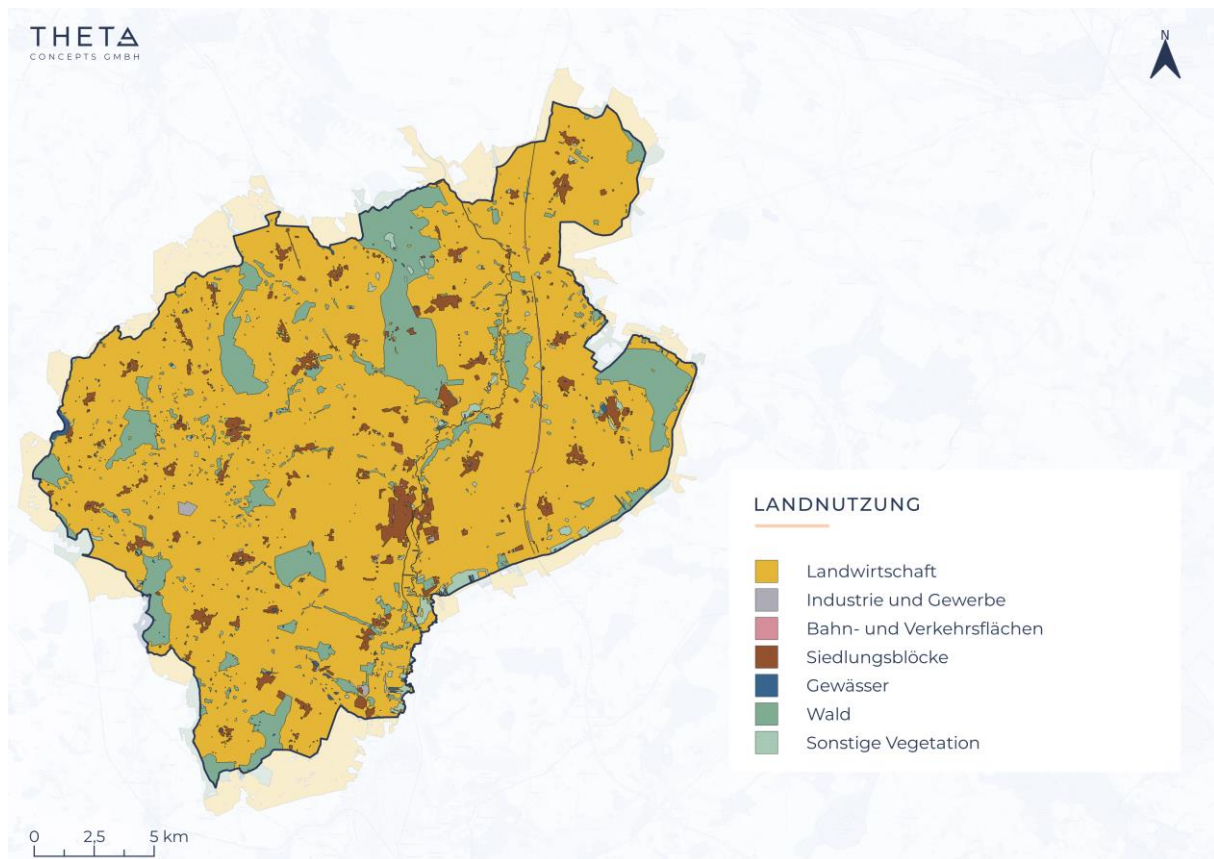 THETA
CONCEPTS GMBH
N
LANDNUTZUNG
Landwirtschaft
Industrie und Gewerbe
Bahn- und Verkehrsflächen
Siedlungsblöcke
Gewässer
Wald
Sonstige Vegetation
0 2,5 5 km